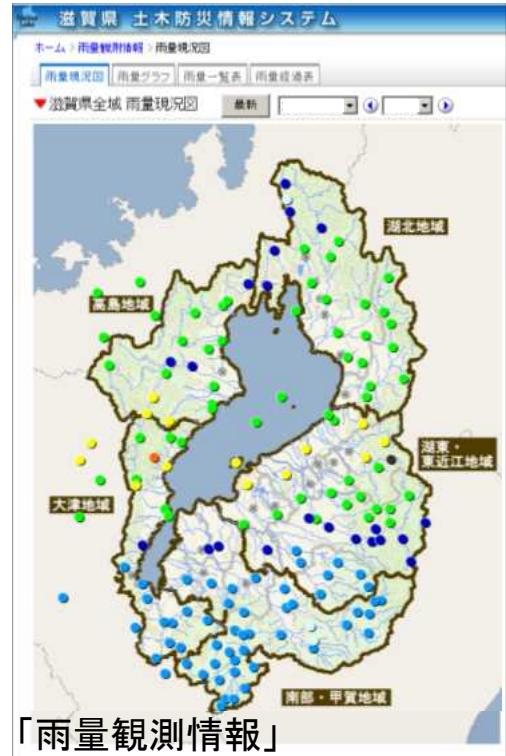 滋賀県 土木防災情報システム
ホーム > 雨量観測情報 > 雨量現況図
雨量現況図 雨量グラフ 雨量一覧表 雨量経過表
▼滋賀県全域 雨量現況図 最新
湖北地域
高島地域
湖東・
東近江地域
大津地域
南部・甲賀地域
「雨量観測情報」